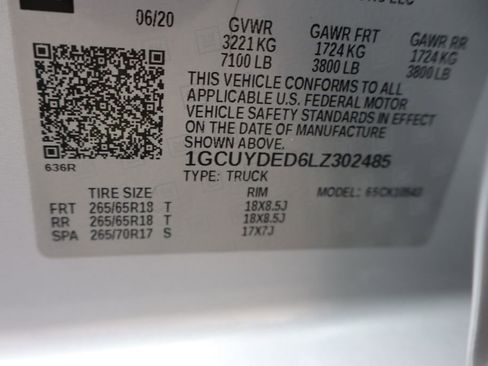 LLC
06/20 GVWR GAWR FRT GAWR RR
3221 KG 1724 KG 1724 KG
7100 LB 3800 LB 3800 LB
THIS VEHICLE CONFORMS TO ALL
APPLICABLE U.S. FEDERAL MOTOR
VEHICLE SAFETY STANDARDS IN EFFECT
ON THE DATE OF MANUFACTURE
SHOWN ABOVE.
1GCUYDED6LZ302485
636R TYPE: TRUCK
TIRE SIZE RIM MODEL:
FRT 265/65R18 T 18X8.5J
RR 265/65R18 T 18X8.5J
SPA 265/70R17 S 17X7J